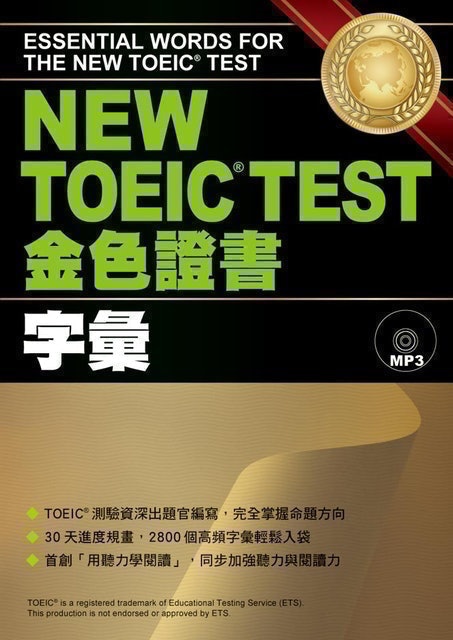 ESSENTIAL WORDS FOR
THE NEW TOEIC® TEST
NEW
TOEIC® TEST
金色證書
字彙
MP3
TOEIC® 測驗資深出題官編寫，完全掌握命題方向
30 天進度規畫，2800 個高頻字彙輕鬆入袋
首創「用聽力學閱讀」，同步加強聽力與閱讀力
TOEIC® is a registered trademark of Educational Testing Service (ETS).
This production is not endorsed or approved by ETS.